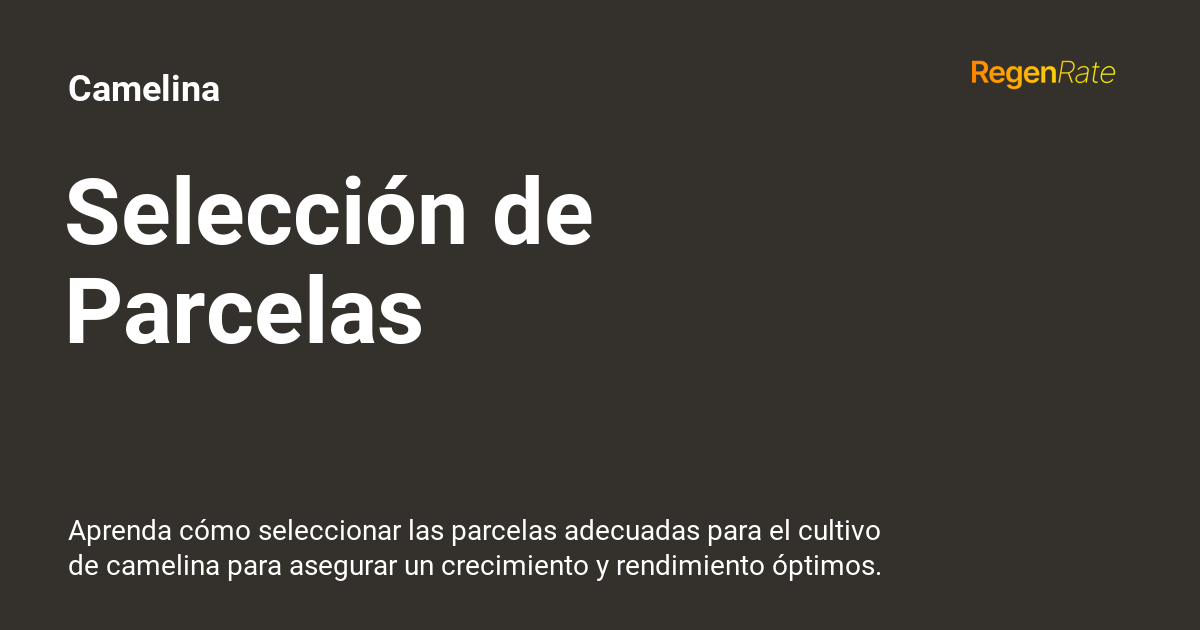 Camelina
RegenRate
Selección de
Parcelas
Aprenda cómo seleccionar las parcelas adecuadas para el cultivo
de camelina para asegurar un crecimiento y rendimiento óptimos.